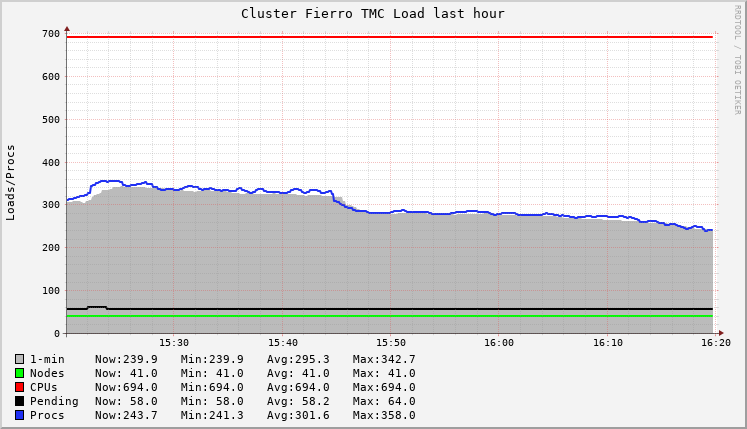 Cluster Fierro TMC Load last hour
RRDTOOL / TOBI OETIKER
Loads/Procs
700
600
500
400
300
200
100
0
15:30 15:40 15:50 16:00 16:10 16:20
1-min Now:239.9 Min:239.9 Avg:295.3 Max:342.7
Nodes Now: 41.0 Min: 41.0 Avg: 41.0 Max: 41.0
CPUs Now:694.0 Min:694.0 Avg:694.0 Max:694.0
Pending Now: 58.0 Min: 58.0 Avg: 58.2 Max: 64.0
Procs Now:243.7 Min:241.3 Avg:301.6 Max:358.0